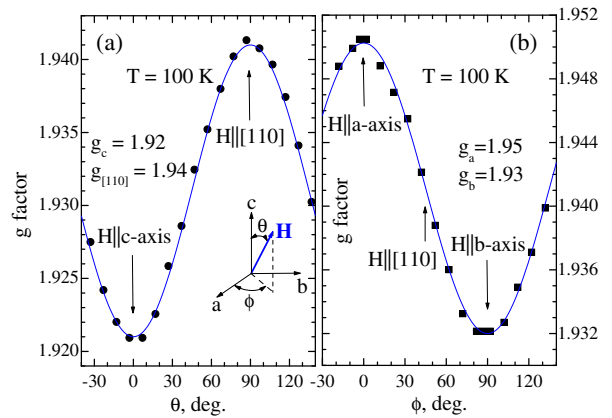 (a)
T = 100 K
H||[110]
g_c = 1.92
g_[110] = 1.94
H||c-axis
c
θ
H
b
a
ϕ
g factor
1.940
1.935
1.930
1.925
1.920
-30 0 30 60 90 120
θ, deg.
(b)
T = 100 K
H||a-axis
g_a=1.95
g_b=1.93
H||b-axis
H||[110]
1.952
1.948
1.944
1.940
1.936
1.932
g factor
-30 0 30 60 90 120
ϕ, deg.